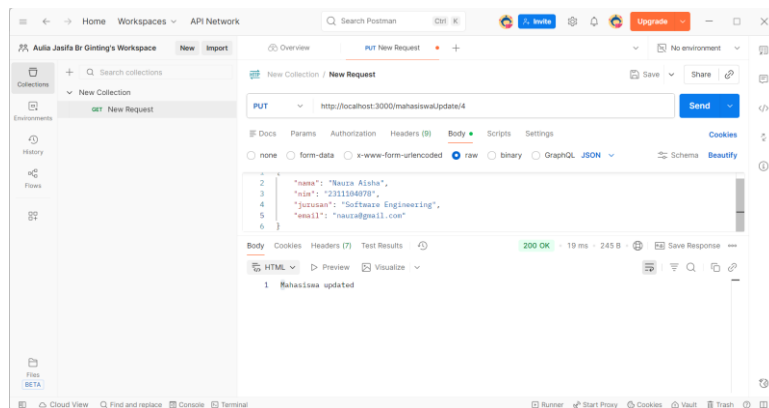 Home Workspaces API Network Search Postman Ctrl K Invite Upgrade
Aulia Jasifa Br Ginting's Workspace New Import Overview PUT New Request No environment
Collections
Search collections
New Collection / New Request Save Share
New Collection
GET New Request
PUT http://localhost:3000/mahasiswaUpdate/4 Send
Environments
History
Flows
Docs Params Authorization Headers (9) Body Scripts Settings Cookies
none form-data x-www-form-urlencoded raw binary GraphQL JSON Schema Beautify
2 "nama": "Naura Aisha",
3 "nim": "2311104078",
4 "jurusan": "Software Engineering",
5 "email": "naura@gmail.com"
6 }
Body Cookies Headers (7) Test Results 200 OK 19 ms 245 B Save Response
HTML Preview Visualize
1 Mahasiswa updated
Files
BETA
Cloud View Find and replace Console Terminal Runner Start Proxy Cookies Vault Trash